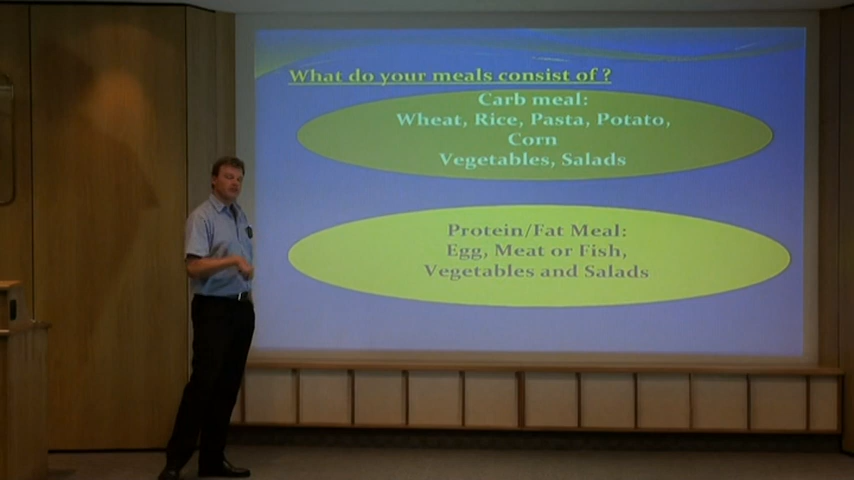 What do your meals consist of ?
Carb meal:
Wheat, Rice, Pasta, Potato,
Corn
Vegetables, Salads
Protein/Fat Meal:
Egg, Meat or Fish,
Vegetables and Salads